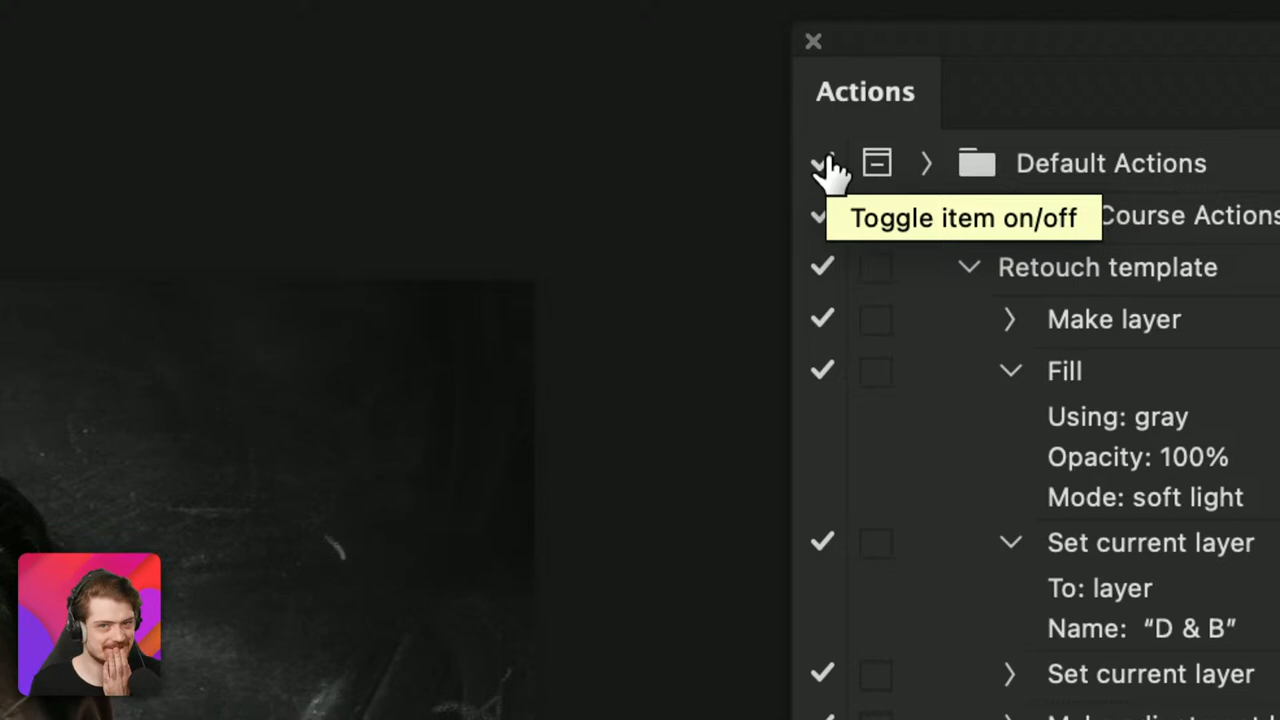 Actions
Default Actions
Toggle item on/off
Course Actions
Retouch template
Make layer
Fill
Using: gray
Opacity: 100%
Mode: soft light
Set current layer
To: layer
Name: “D & B”
Set current layer